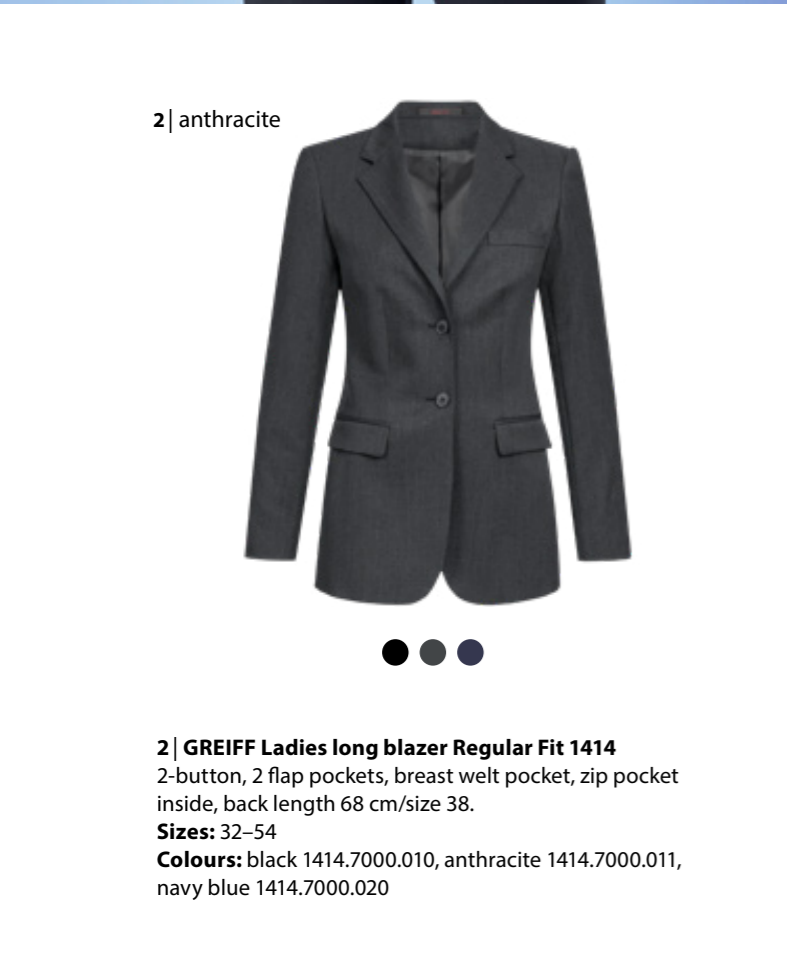 2| anthracite
2| GREIFF Ladies long blazer Regular Fit 1414
2-button, 2 flap pockets, breast welt pocket, zip pocket
inside, back length 68 cm/size 38.
Sizes: 32–54
Colours: black 1414.7000.010, anthracite 1414.7000.011,
navy blue 1414.7000.020